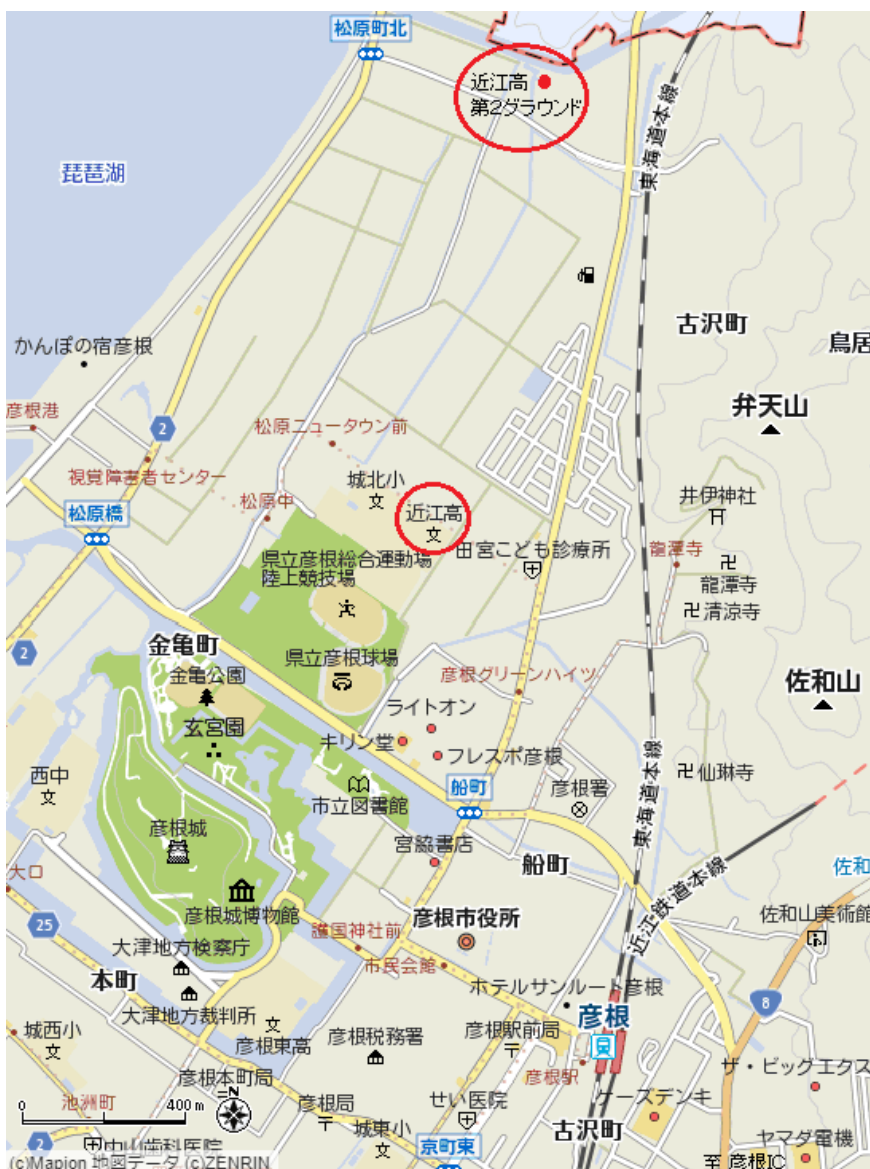 松原町北
近江高
第2グラウンド
東海道本線
琵琶湖
古沢町
鳥居
かんぽの宿彦根
弁天山
彦根港
2
松原ニュータウン前
視覚障害者センター
城北小
井伊神社
松原橋
松原中
近江高
田宮こども診療所
龍潭寺
県立彦根総合運動場
陸上競技場
龍潭寺
清涼寺
金亀町
2
県立彦根球場
彦根グリーンハイツ
金亀公園
佐和山
ライトオン
玄宮園
キリン堂
フレスポ彦根
西中
仙琳寺
市立図書館
船町
彦根署
東海道本線
彦根城
宮脇書店
船町
大口
佐和
彦根城博物館
近江鉄道本線
25
護国神社前
彦根市役所
佐和山美術館
大津地方検察庁
市民会館
本町
ホテルサンルート彦根
8
大津地方裁判所
彦根
城西小
彦根東高
彦根税務署
彦根駅前局
ザ・ビッグエクス
彦根本町局
彦根駅
0
400m
N
池洲町
彦根局
せい医院
ケーズデンキ
2
中山歯科医院
城東小
京町東
古沢町
ヤマダ電機
至 彦根IC
(c)Mapion 地図データ (c)ZENRIN